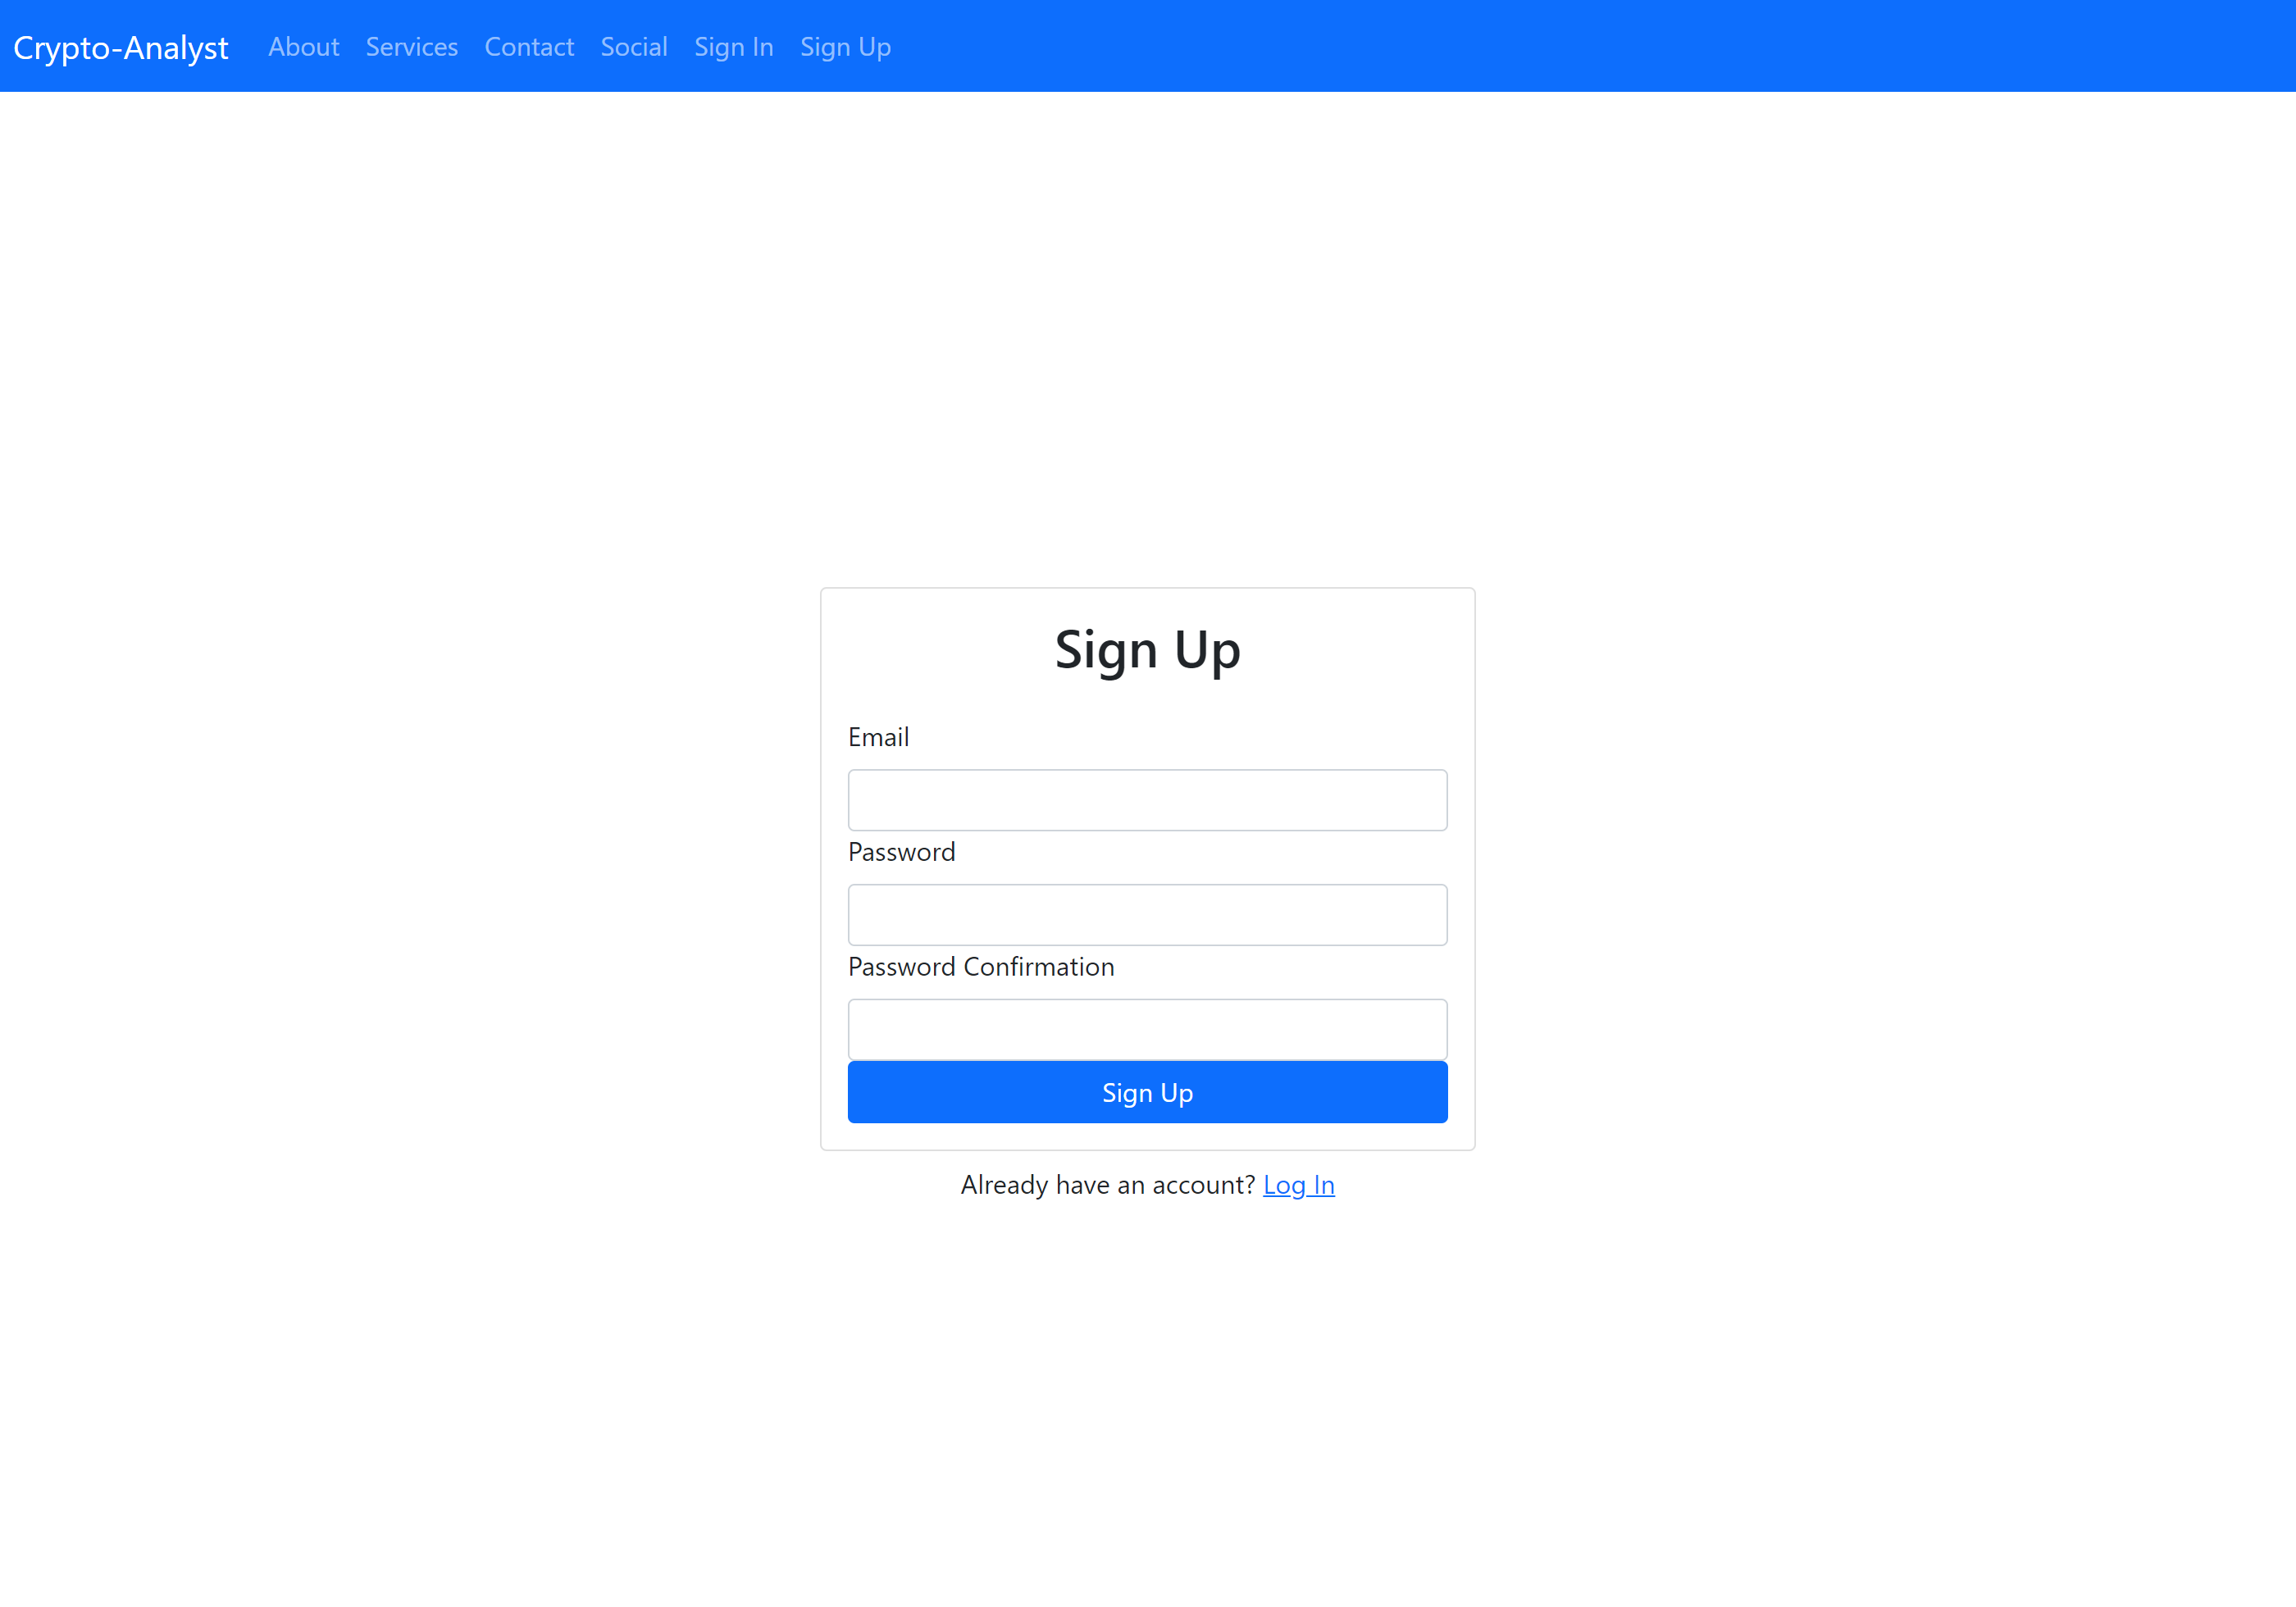 Crypto-Analyst About Services Contact Social Sign In Sign Up
Sign Up
Email
Password
Password Confirmation
Sign Up
Already have an account? Log In